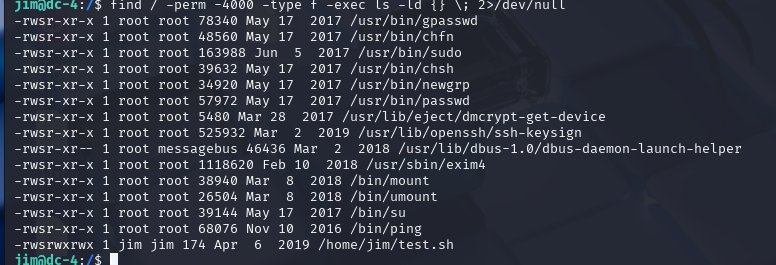 jim@dc-4:/$ find / -perm -4000 -type f -exec ls -ld {} \; 2>/dev/null
-rwsr-xr-x 1 root root 78340 May 17  2017 /usr/bin/gpasswd
-rwsr-xr-x 1 root root 48560 May 17  2017 /usr/bin/chfn
-rwsr-xr-x 1 root root 163988 Jun  5  2017 /usr/bin/sudo
-rwsr-xr-x 1 root root 39632 May 17  2017 /usr/bin/chsh
-rwsr-xr-x 1 root root 34920 May 17  2017 /usr/bin/newgrp
-rwsr-xr-x 1 root root 57972 May 17  2017 /usr/bin/passwd
-rwsr-xr-x 1 root root 5480 Mar 28  2017 /usr/lib/eject/dmcrypt-get-device
-rwsr-xr-x 1 root root 525932 Mar  2  2019 /usr/lib/openssh/ssh-keysign
-rwsr-xr-- 1 root messagebus 46436 Mar  2  2018 /usr/lib/dbus-1.0/dbus-daemon-launch-helper
-rwsr-xr-x 1 root root 1118620 Feb 10  2018 /usr/sbin/exim4
-rwsr-xr-x 1 root root 38940 Mar  8  2018 /bin/mount
-rwsr-xr-x 1 root root 26504 Mar  8  2018 /bin/umount
-rwsr-xr-x 1 root root 39144 May 17  2017 /bin/su
-rwsr-xr-x 1 root root 68076 Nov 10  2016 /bin/ping
-rwsrwxrwx 1 jim jim 174 Apr  6  2019 /home/jim/test.sh
jim@dc-4:/$